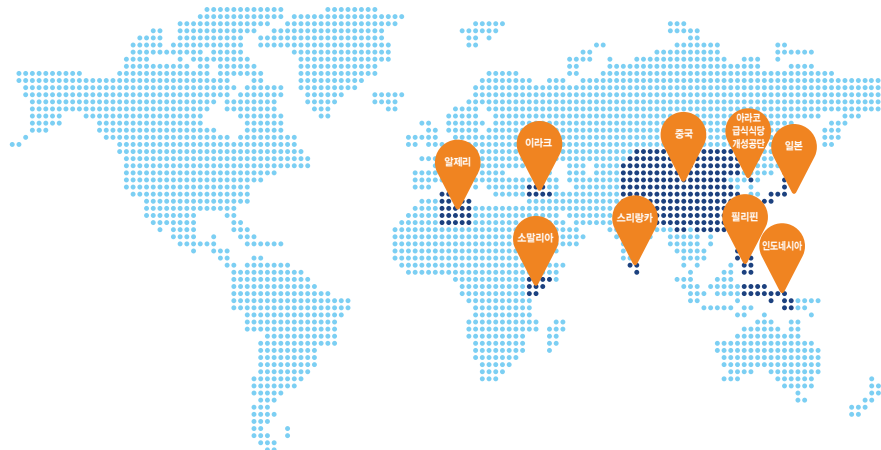 알제리
이라크
중국
아라코
급식식당
개성공단
일본
소말리아
스리랑카
필리핀
인도네시아